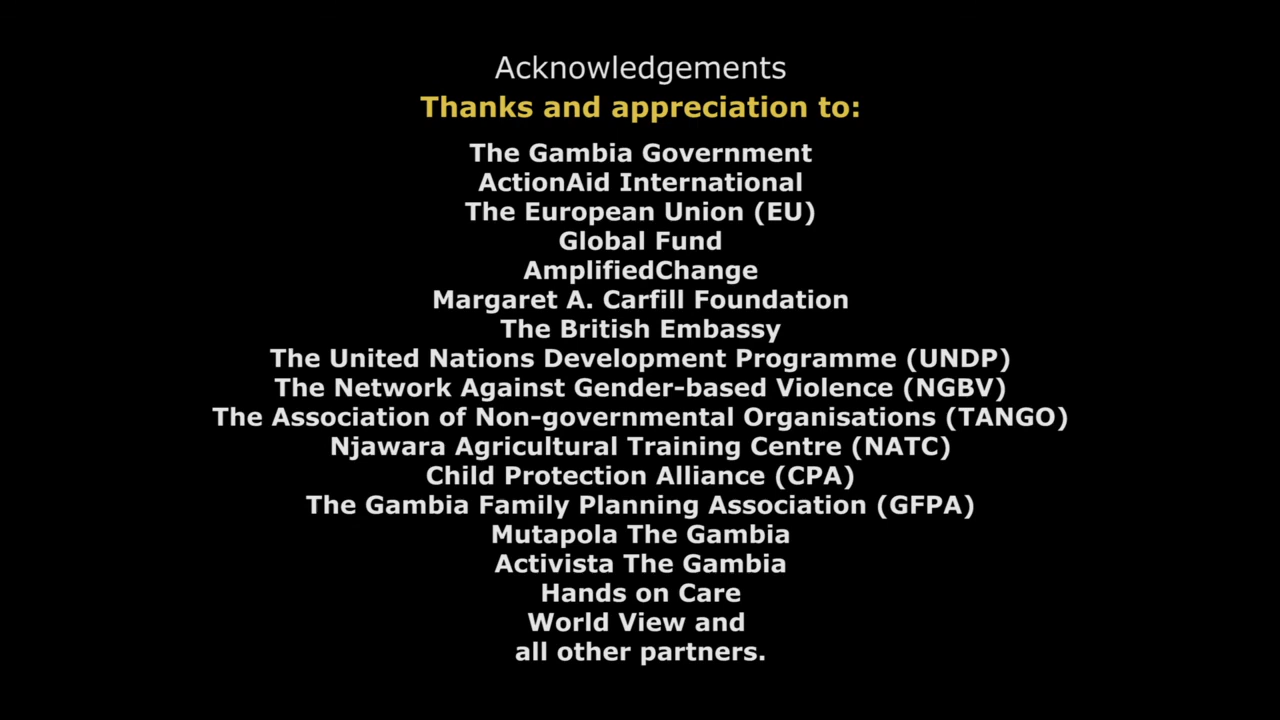 Acknowledgements
Thanks and appreciation to:
The Gambia Government
ActionAid International
The European Union (EU)
Global Fund
AmplifiedChange
Margaret A. Carfill Foundation
The British Embassy
The United Nations Development Programme (UNDP)
The Network Against Gender-based Violence (NGBV)
The Association of Non-governmental Organisations (TANGO)
Njawara Agricultural Training Centre (NATC)
Child Protection Alliance (CPA)
The Gambia Family Planning Association (GFPA)
Mutapola The Gambia
Activista The Gambia
Hands on Care
World View and
all other partners.